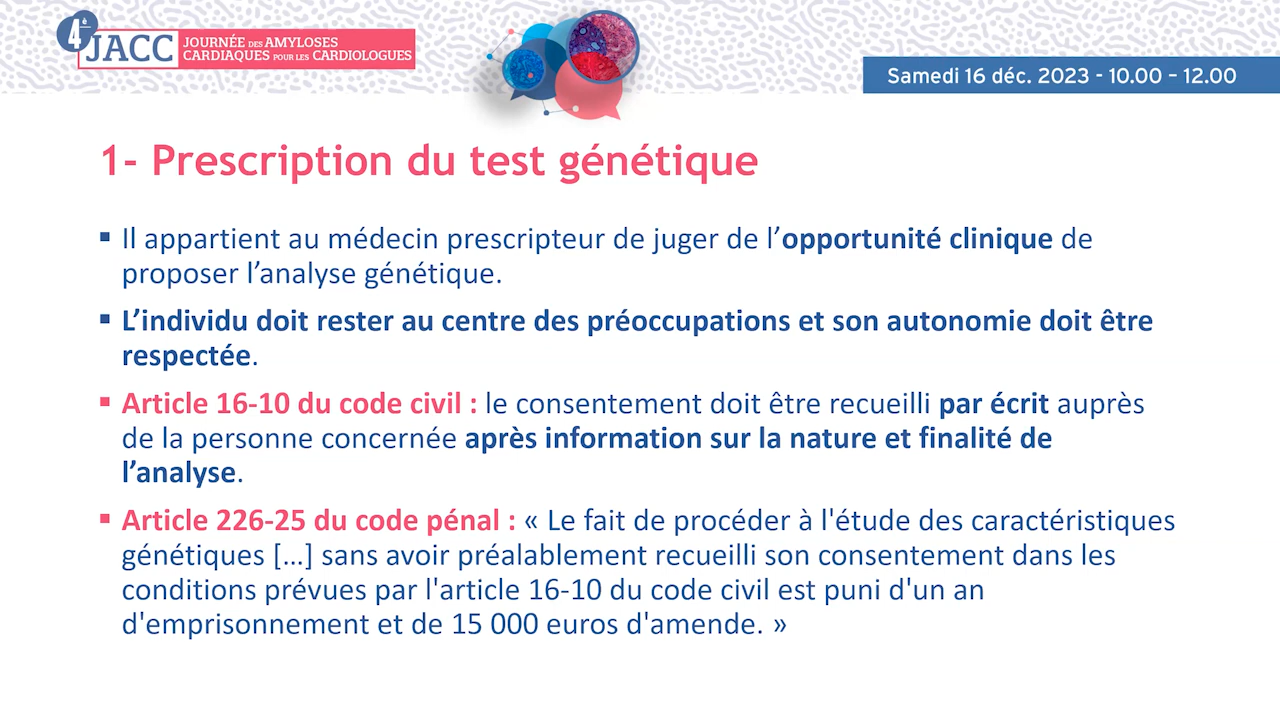 4è
JACC
JOURNÉE DES AMYLOSES
CARDIAQUES POUR LES CARDIOLOGUES
Samedi 16 déc. 2023 - 10.00 – 12.00
1- Prescription du test génétique
▪ Il appartient au médecin prescripteur de juger de l’opportunité clinique de
proposer l’analyse génétique.
▪ L’individu doit rester au centre des préoccupations et son autonomie doit être
respectée.
▪ Article 16-10 du code civil : le consentement doit être recueilli par écrit auprès
de la personne concernée après information sur la nature et finalité de
l’analyse.
▪ Article 226-25 du code pénal : « Le fait de procéder à l'étude des caractéristiques
génétiques […] sans avoir préalablement recueilli son consentement dans les
conditions prévues par l'article 16-10 du code civil est puni d'un an
d'emprisonnement et de 15 000 euros d'amende. »